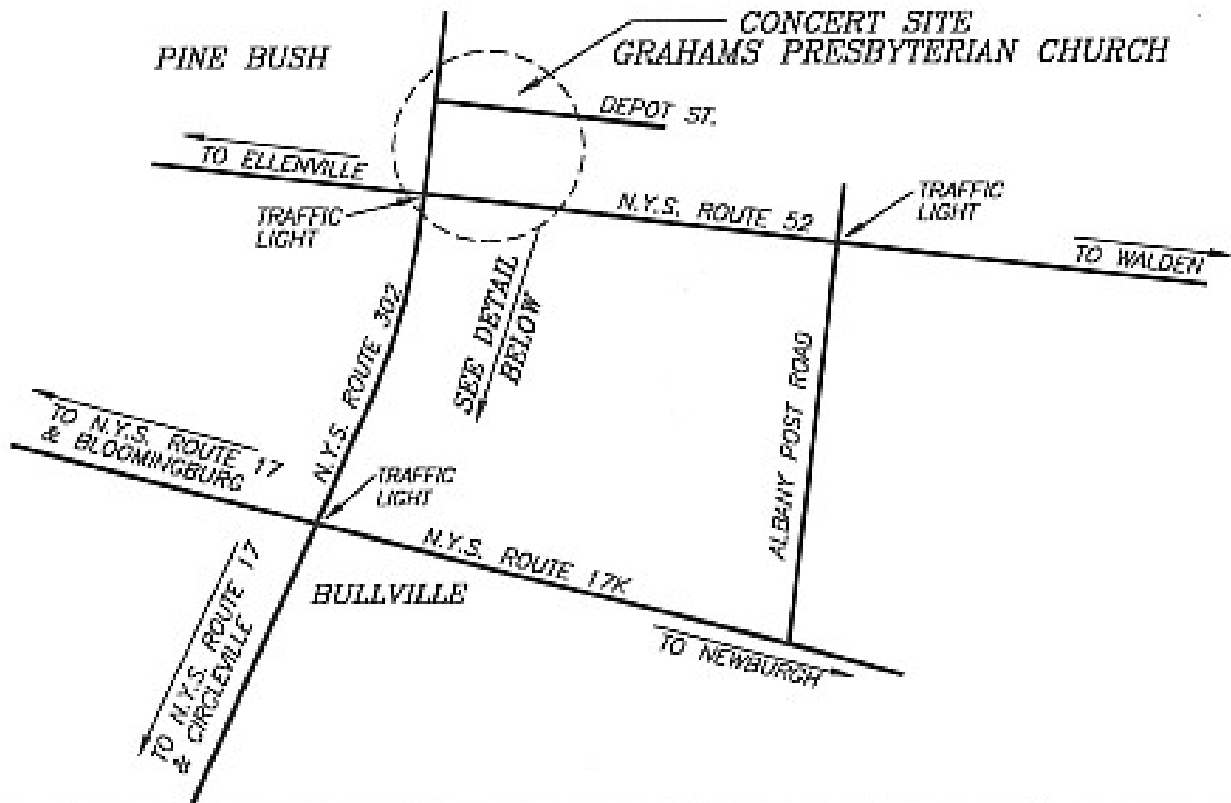 CONCERT SITE
GRAHAMS PRESBYTERIAN CHURCH
PINE BUSH
DEPOT ST.
TO ELLENVILLE
TRAFFIC
LIGHT
N.Y.S. ROUTE 52
TRAFFIC
LIGHT
TO WALDEN
SEE DETAIL
BELOW
N.Y.S. ROUTE 302
ALBANY POST ROAD
TO N.Y.S. ROUTE 17
& BLOOMINGBURG
TRAFFIC
LIGHT
N.Y.S. ROUTE 17K
BULLVILLE
TO NEWBURGH
TO N.Y.S. ROUTE 17
& CIRCLEVILLE